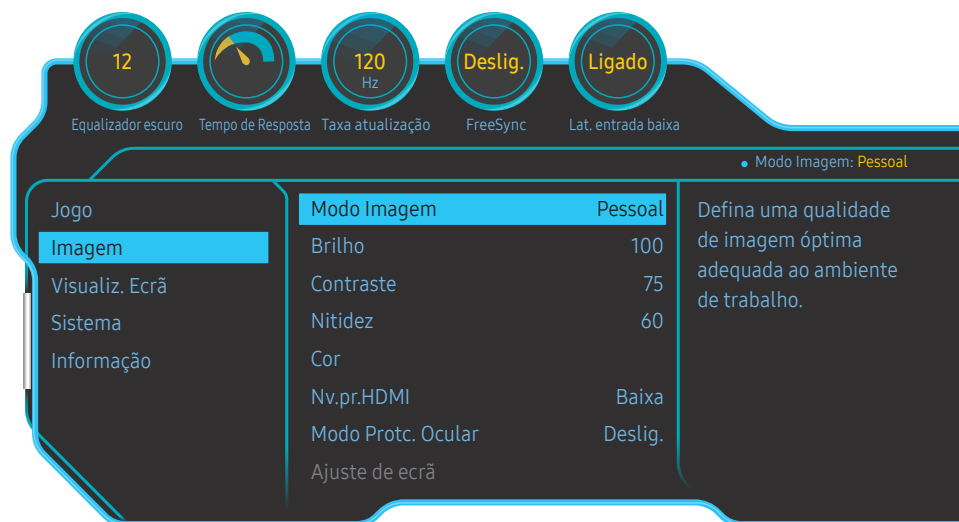 12
120
Hz
Deslig.
Ligado
Equalizador escuro
Tempo de Resposta
Taxa atualização
FreeSync
Lat. entrada baixa
Modo Imagem: Pessoal
Jogo
Imagem
Visualiz. Ecrã
Sistema
Informação
Modo Imagem Pessoal
Brilho 100
Contraste 75
Nitidez 60
Cor
Nv.pr.HDMI Baixa
Modo Protc. Ocular Deslig.
Ajuste de ecrã
Defina uma qualidade
de imagem óptima
adequada ao ambiente
de trabalho.